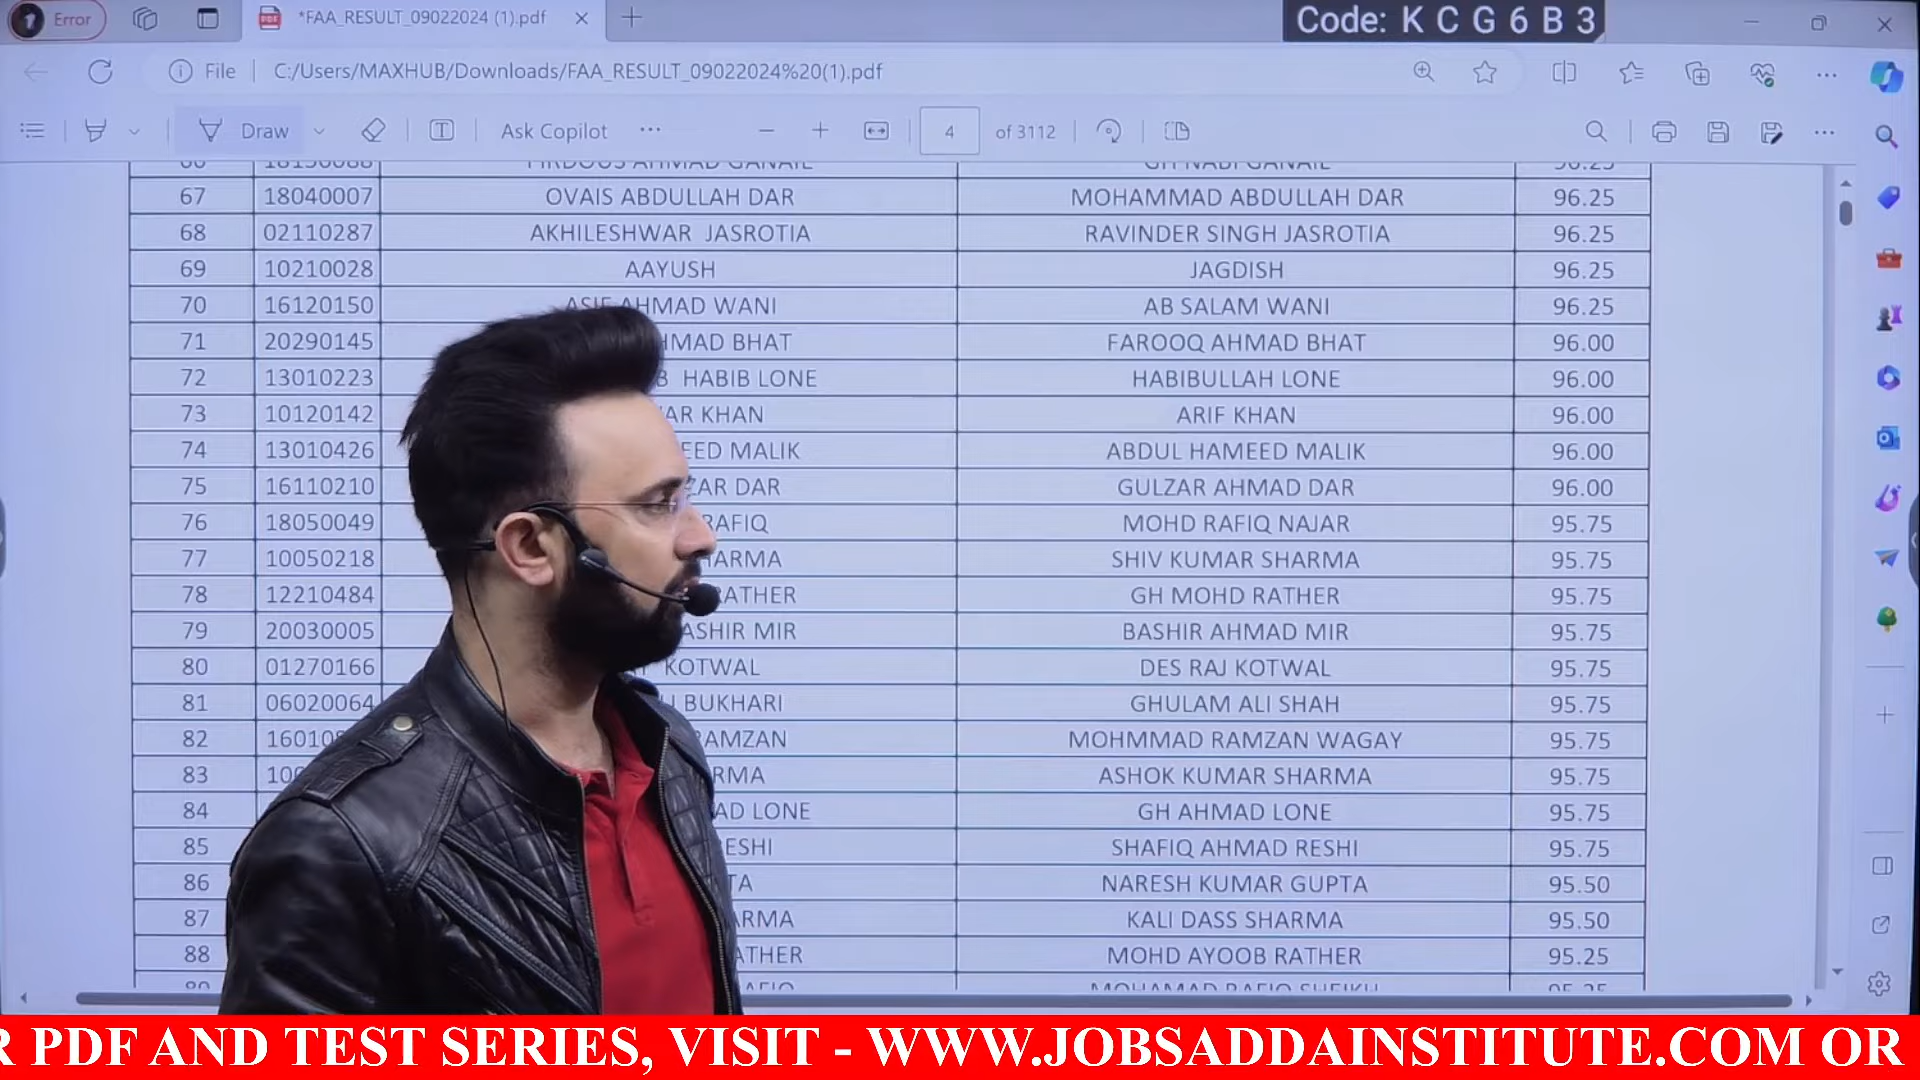 Error
*FAA_RESULT_09022024 (1).pdf
Code: K C G 6 B 3
File C:/Users/MAXHUB/Downloads/FAA_RESULT_09022024%20(1).pdf
Draw Ask Copilot 4 of 3112
67 18040007 OVAIS ABDULLAH DAR MOHAMMAD ABDULLAH DAR 96.25
68 02110287 AKHILESHWAR JASROTIA RAVINDER SINGH JASROTIA 96.25
69 10210028 AAYUSH JAGDISH 96.25
70 16120150 ASIF AHMAD WANI AB SALAM WANI 96.25
71 20290145 HMAD BHAT FAROOQ AHMAD BHAT 96.00
72 13010223 B HABIB LONE HABIBULLAH LONE 96.00
73 10120142 AR KHAN ARIF KHAN 96.00
74 13010426 EED MALIK ABDUL HAMEED MALIK 96.00
75 16110210 ZAR DAR GULZAR AHMAD DAR 96.00
76 18050049 RAFIQ MOHD RAFIQ NAJAR 95.75
77 10050218 HARMA SHIV KUMAR SHARMA 95.75
78 12210484 RATHER GH MOHD RATHER 95.75
79 20030005 ASHIR MIR BASHIR AHMAD MIR 95.75
80 01270166 KOTWAL DES RAJ KOTWAL 95.75
81 06020064 BUKHARI GHULAM ALI SHAH 95.75
82 16010 RAMZAN MOHMMAD RAMZAN WAGAY 95.75
83 10 RMA ASHOK KUMAR SHARMA 95.75
84 AD LONE GH AHMAD LONE 95.75
85 ESHI SHAFIQ AHMAD RESHI 95.75
86 TA NARESH KUMAR GUPTA 95.50
87 ARMA KALI DASS SHARMA 95.50
88 ATHER MOHD AYOOB RATHER 95.25
R PDF AND TEST SERIES, VISIT - WWW.JOBSADDAINSTITUTE.COM OR